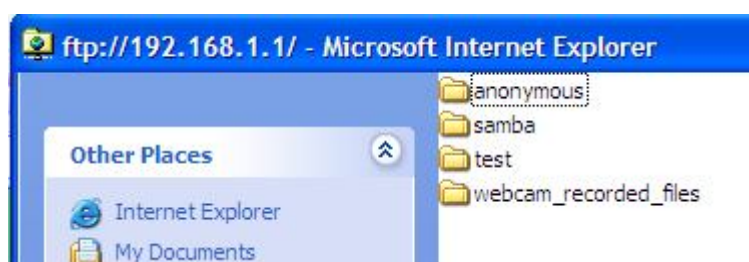 ftp://192.168.1.1/ - Microsoft Internet Explorer
Other Places
Internet Explorer
My Documents
anonymous
samba
test
webcam_recorded_files